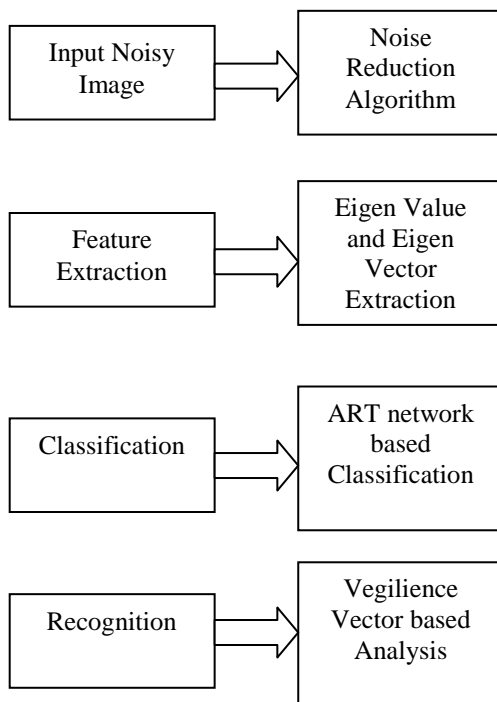 Input Noisy
Image
Noise
Reduction
Algorithm
Feature
Extraction
Eigen Value
and Eigen
Vector
Extraction
Classification
ART network
based
Classification
Recognition
Vegilience
Vector based
Analysis